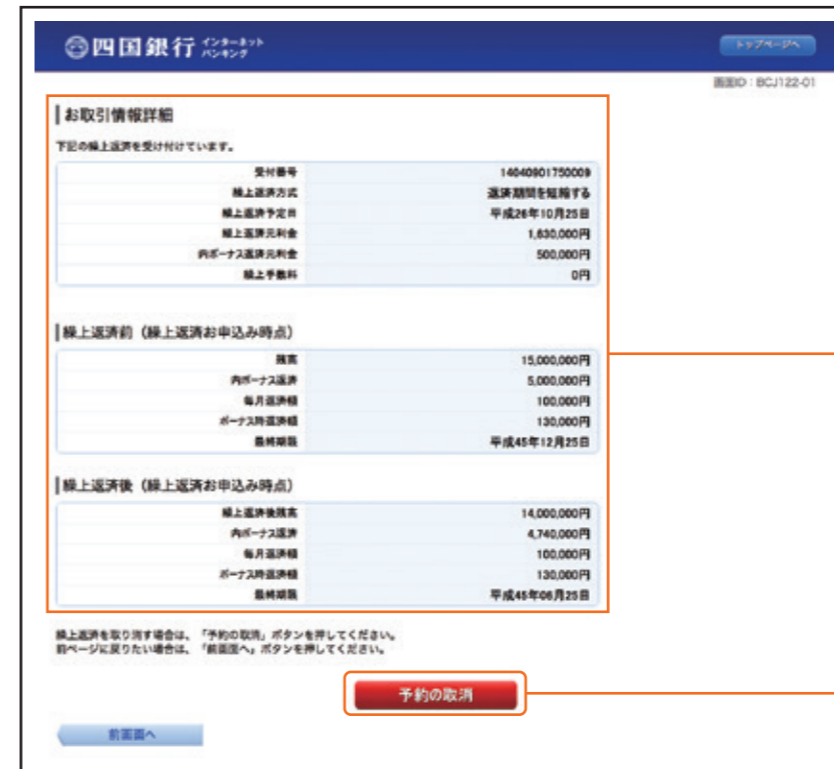 四国銀行 インターネット
バンキング
トップページへ
画面ID：BCJ122-01
お取引情報詳細
下記の繰上返済を受け付けています。
受付番号 14040901750009
繰上返済方式 返済期間を短縮する
繰上返済予定日 平成26年10月25日
繰上返済元利金 1,630,000円
内ボーナス返済元利金 500,000円
繰上手数料 0円
繰上返済前（繰上返済お申込み時点）
残高 15,000,000円
内ボーナス返済 5,000,000円
毎月返済額 100,000円
ボーナス時返済額 130,000円
最終期限 平成45年12月25日
繰上返済後（繰上返済お申込み時点）
繰上返済後残高 14,000,000円
内ボーナス返済 4,740,000円
毎月返済額 100,000円
ボーナス時返済額 130,000円
最終期限 平成45年06月25日
繰上返済を取り消す場合は、「予約の取消」ボタンを押してください。
前ページに戻りたい場合は、「前画面へ」ボタンを押してください。
予約の取消
前画面へ